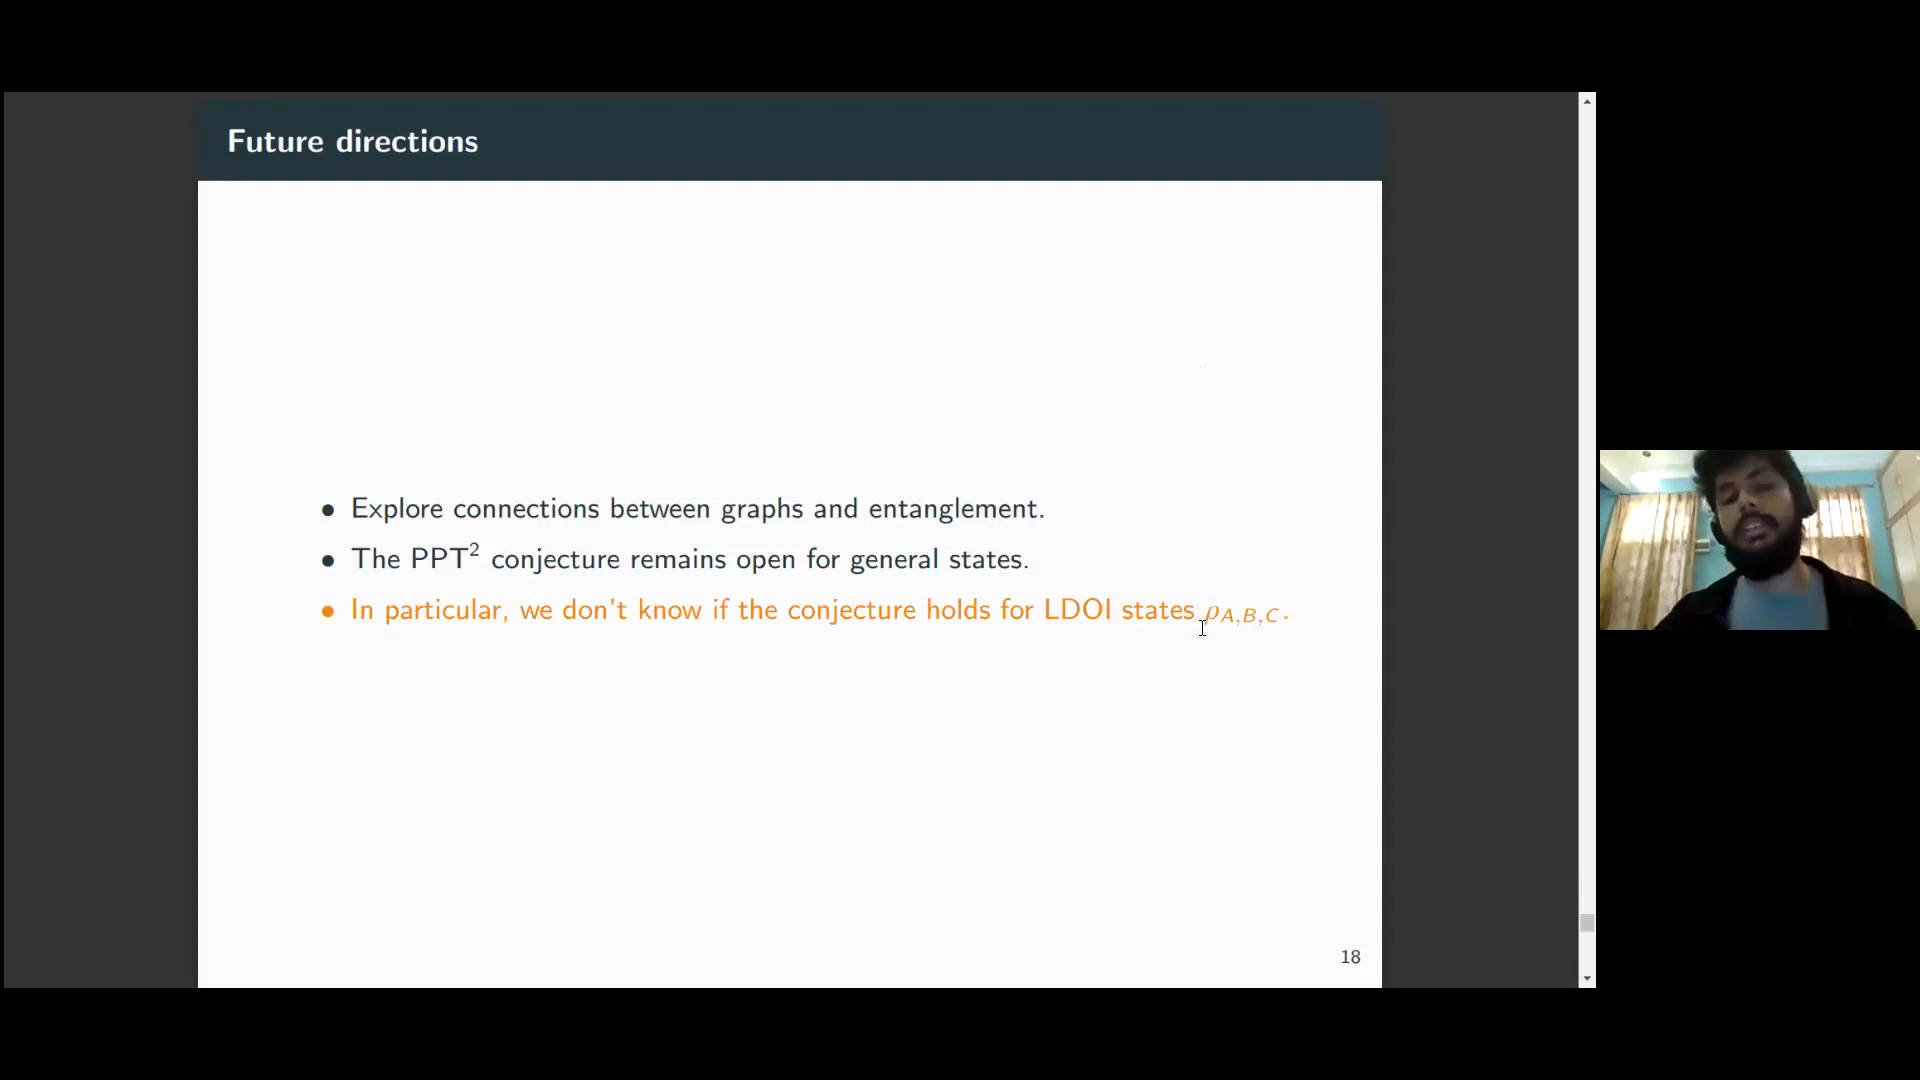 Future directions
• Explore connections between graphs and entanglement.
• The PPT² conjecture remains open for general states.
• In particular, we don't know if the conjecture holds for LDOI states ρ_{A,B,C}.
18